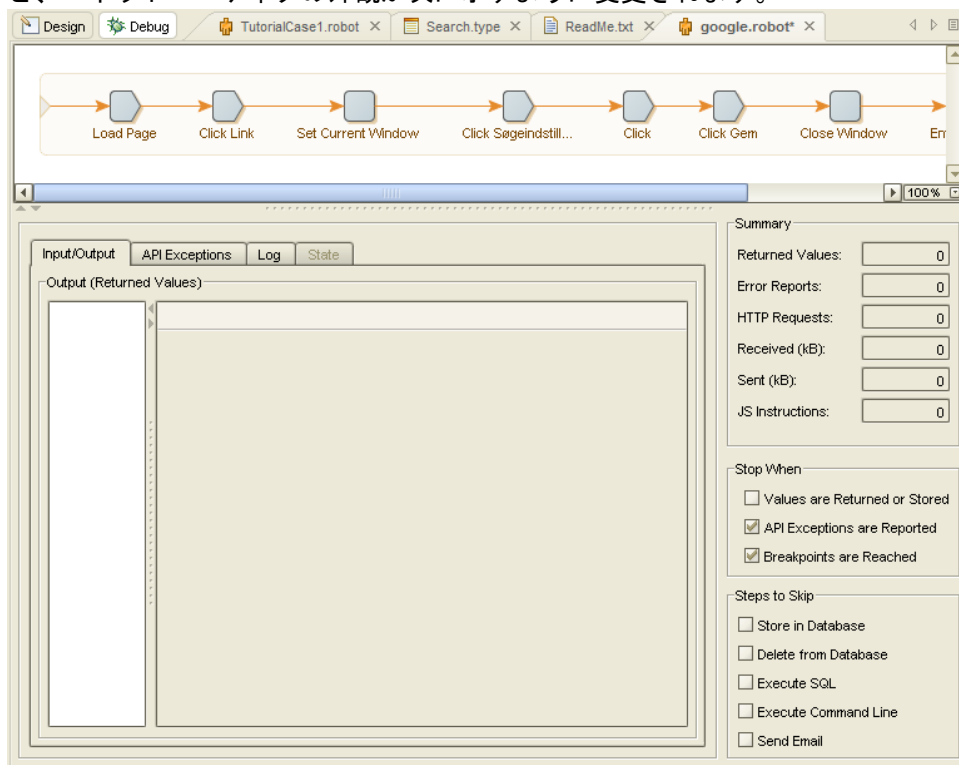 Design Debug TutorialCase1.robot Search.type ReadMe.txt google.robot*
Load Page Click Link Set Current Window Click Søgeindstill... Click Click Gem Close Window
100%
Input/Output API Exceptions Log State
Output (Returned Values)
Summary
Returned Values: 0
Error Reports: 0
HTTP Requests: 0
Received (kB): 0
Sent (kB): 0
JS Instructions: 0
Stop When
Values are Returned or Stored
API Exceptions are Reported
Breakpoints are Reached
Steps to Skip
Store in Database
Delete from Database
Execute SQL
Execute Command Line
Send Email